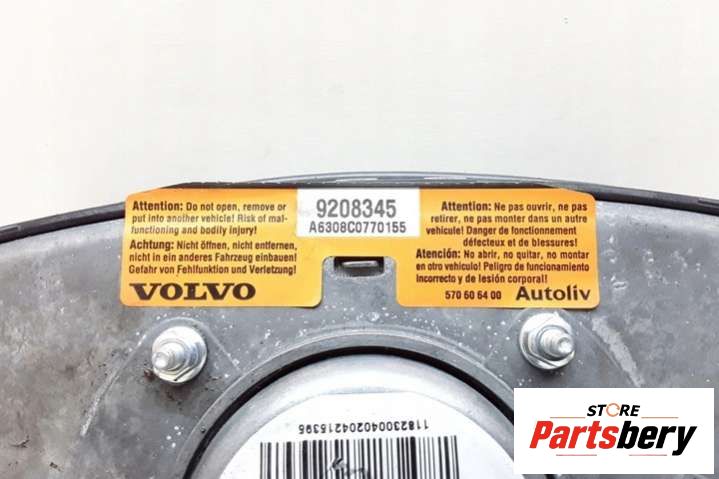 Attention: Do not open, remove or
put into another vehicle! Risk of mal-
functioning and bodily injury!
Achtung: Nicht öffnen, nicht entfernen,
nicht in ein anderes Fahrzeug einbauen!
Gefahr von Fehlfunktion und Verletzung!
VOLVO
9208345
A6308C0770155
Attention: Ne pas ouvrir, ne pas
retirer, ne pas monter dans un autre
véhicule! Danger de fonctionnement
défecteux et de blessures!
Atención: No abrir, no quitar, no montar
en otro vehículo! Peligro de funcionamiento
Incorrecto y de lesión corporal!
570 60 64 00 Autoliv
1182300040204215395
STORE
Partsbery